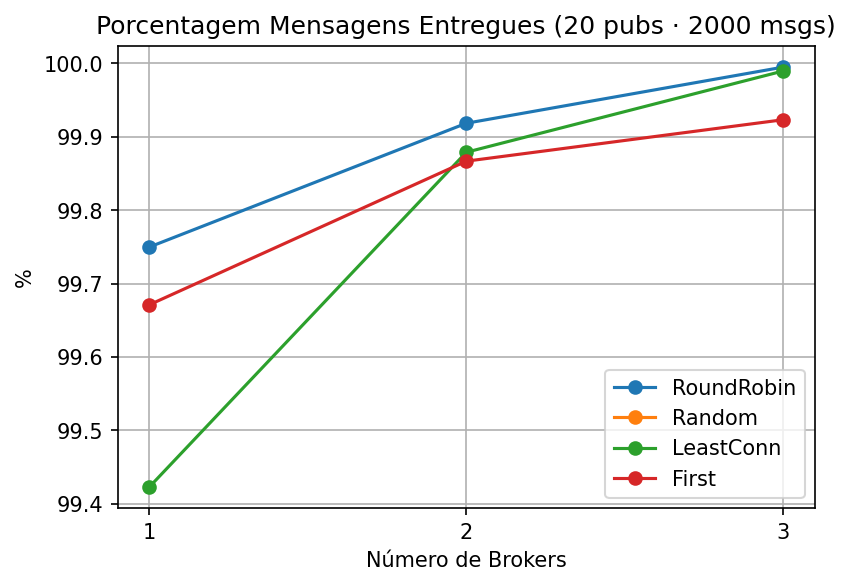 Porcentagem Mensagens Entregues (20 pubs · 2000 msgs)
100.0
99.9
99.8
99.7
99.6
99.5
99.4
%
1
2
3
Número de Brokers
RoundRobin
Random
LeastConn
First